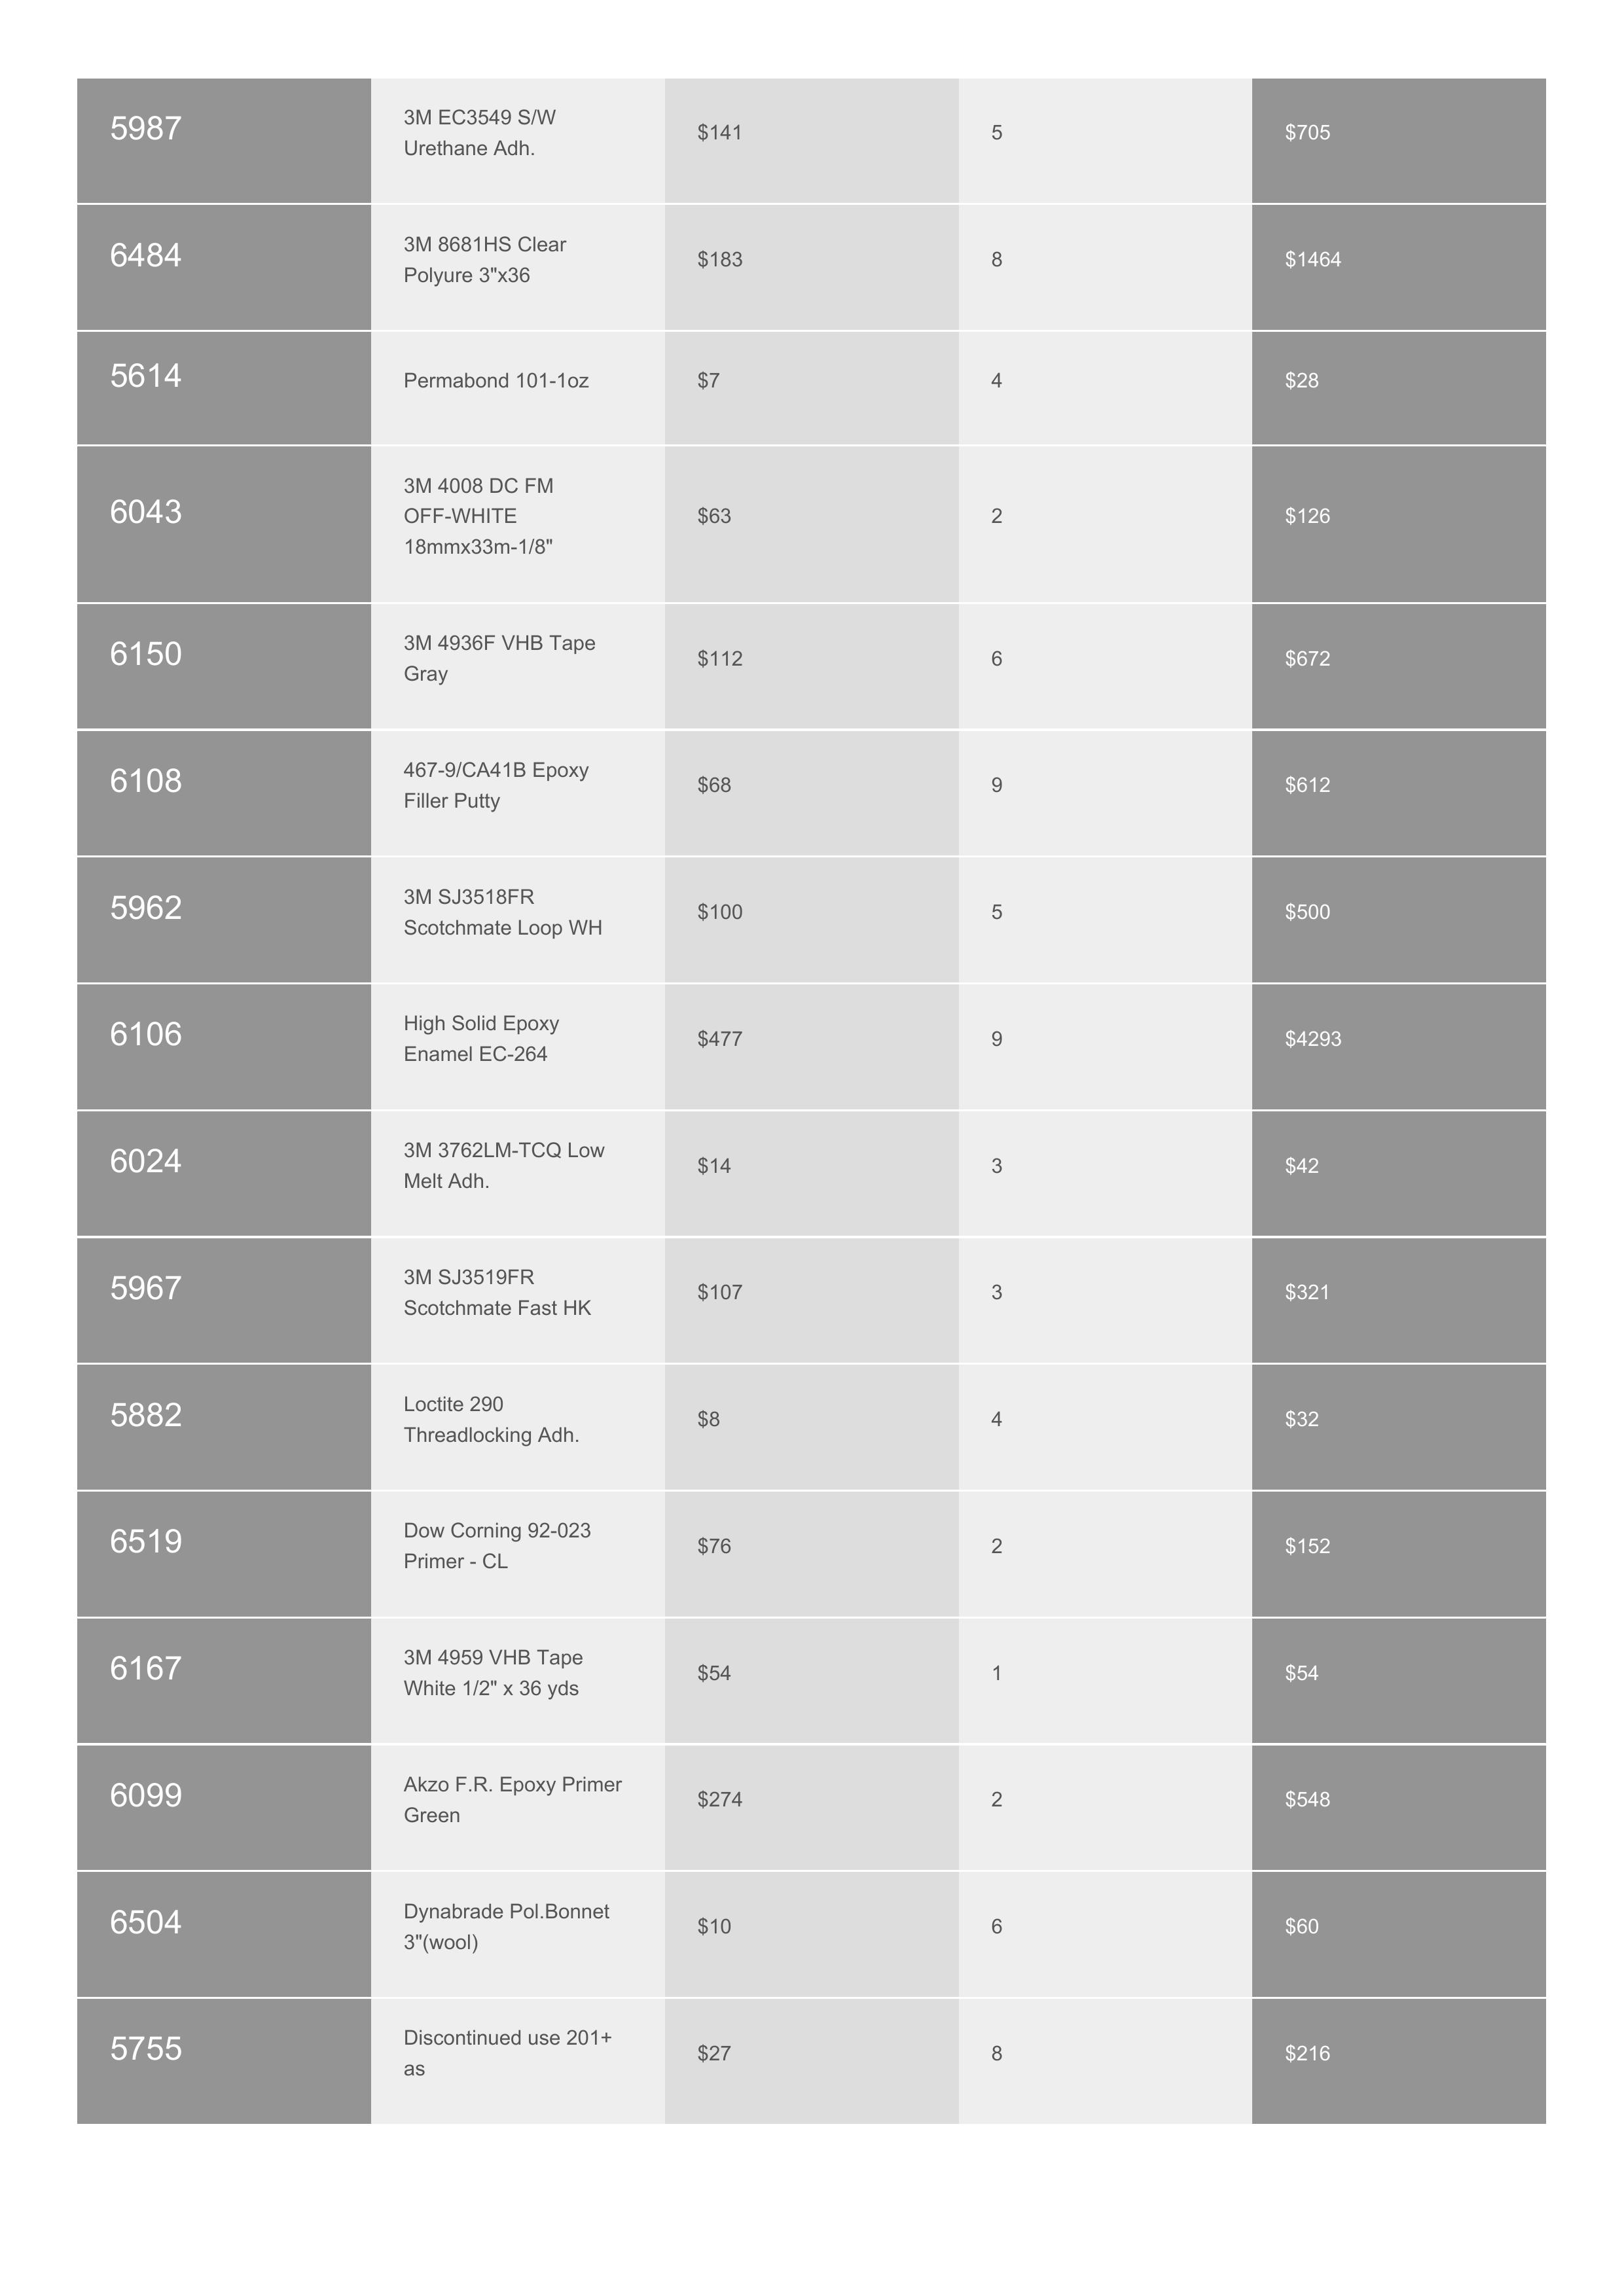 5987 3M EC3549 S/W $141 5 $705
Urethane Adh.
6484 3M 8681HS Clear $183 8 $1464
Polyure 3"x36
5614 Permabond 101-1oz $7 4 $28
3M 4008 DC FM
6043 OFF-WHITE $63 2 $126
18mmx33m-1/8"
6150 3M 4936F VHB Tape $112 6 $672
Gray
6108 467-9/CA41B Epoxy $68 9 $612
Filler Putty
5962 3M SJ3518FR $100 5 $500
Scotchmate Loop WH
6106 High Solid Epoxy $477 9 $4293
Enamel EC-264
6024 3M 3762LM-TCQ Low $14 3 $42
Melt Adh.
5967 3M SJ3519FR $107 3 $321
Scotchmate Fast HK
5882 Loctite 290 $8 4 $32
Threadlocking Adh.
6519 Dow Corning 92-023 $76 2 $152
Primer - CL
6167 3M 4959 VHB Tape $54 1 $54
White 1/2" x 36 yds
6099 Akzo F.R. Epoxy Primer $274 2 $548
Green
6504 Dynabrade Pol.Bonnet $10 6 $60
3"(wool)
5755 Discontinued use 201+ $27 8 $216
as